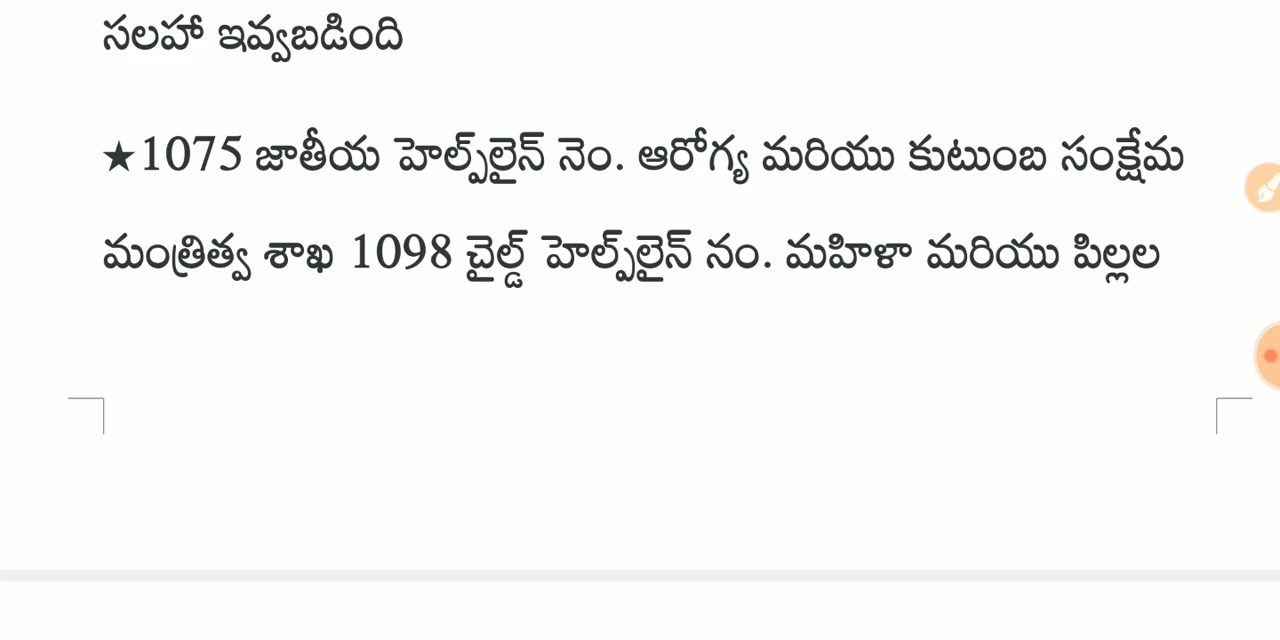 సలహా ఇవ్వబడింది
★1075 జాతీయ హెల్ప్‌లైన్ నెం. ఆరోగ్య మరియు కుటుంబ సంక్షేమ
మంత్రిత్వ శాఖ 1098 చైల్డ్ హెల్ప్‌లైన్ నం. మహిళా మరియు పిల్లల